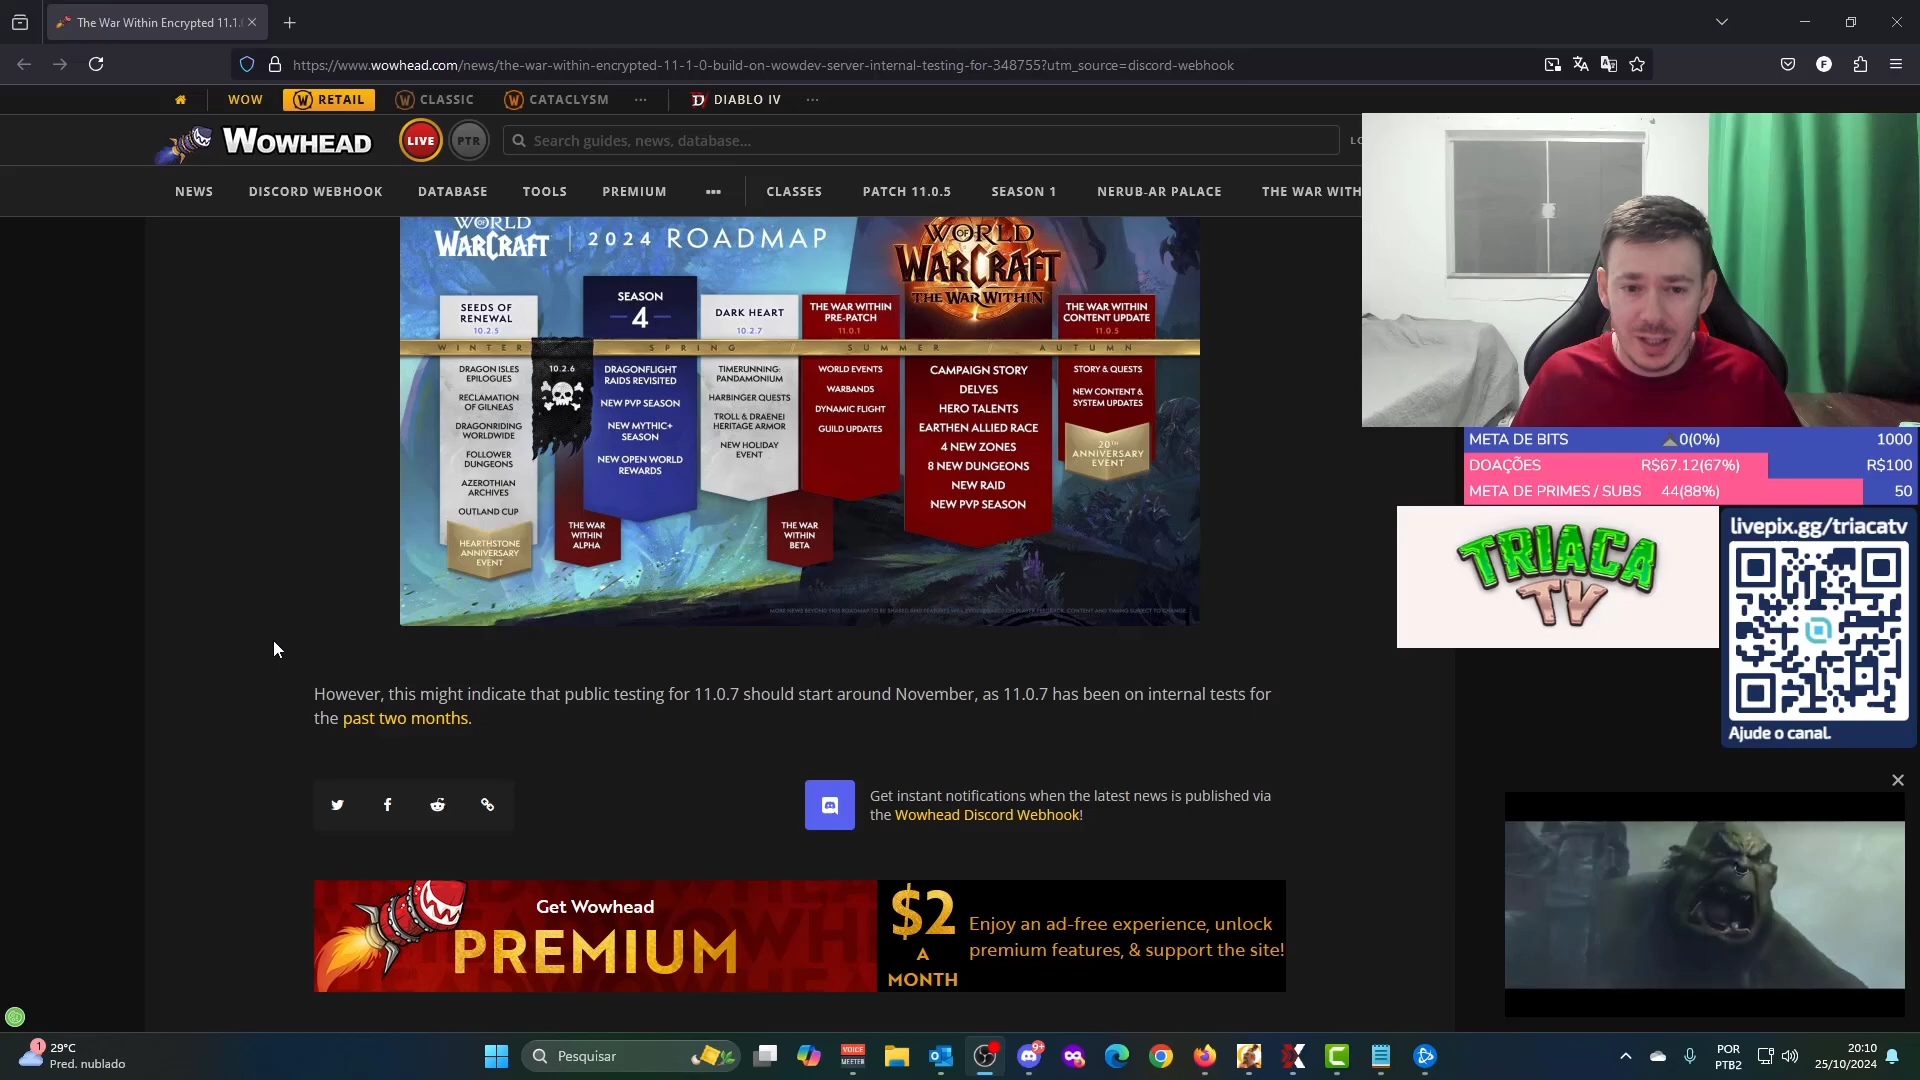 The War Within Encrypted 11.1.
https://www.wowhead.com/news/the-war-within-encrypted-11-1-0-build-on-wowdev-server-internal-testing-for-348755?utm_source=discord-webhook
WOW
RETAIL
CLASSIC
CATACLYSM
DIABLO IV
WOWHEAD
LIVE
PTR
Search guides, news, database...
NEWS
DISCORD WEBHOOK
DATABASE
TOOLS
PREMIUM
CLASSES
PATCH 11.0.5
SEASON 1
NERUB-AR PALACE
THE WAR WITH
WORLD OF WARCRAFT
2024 ROADMAP
WORLD OF WARCRAFT
THE WAR WITHIN
SEEDS OF
RENEWAL
10.2.5
SEASON
4
DARK HEART
10.2.7
THE WAR WITHIN
PRE-PATCH
11.0.1
THE WAR WITHIN
CONTENT UPDATE
11.0.5
WINTER
SPRING
SUMMER
AUTUMN
DRAGON ISLES
EPILOGUES
RECLAMATION
OF GILNEAS
DRAGONRIDING
WORLDWIDE
FOLLOWER
DUNGEONS
AZEROTHIAN
ARCHIVES
OUTLAND CUP
HEARTHSTONE
ANNIVERSARY
EVENT
10.2.6
THE WAR
WITHIN
ALPHA
DRAGONFLIGHT
RAIDS REVISITED
NEW PVP SEASON
NEW MYTHIC+
SEASON
NEW OPEN WORLD
REWARDS
TIMERUNNING:
PANDAMONIUM
HARBINGER QUESTS
TROLL & DRAENEI
HERITAGE ARMOR
NEW HOLIDAY
EVENT
THE WAR
WITHIN
BETA
WORLD EVENTS
WARBANDS
DYNAMIC FLIGHT
GUILD UPDATES
CAMPAIGN STORY
DELVES
HERO TALENTS
EARTHEN ALLIED RACE
4 NEW ZONES
8 NEW DUNGEONS
NEW RAID
NEW PVP SEASON
STORY & QUESTS
NEW CONTENT &
SYSTEM UPDATES
20TH
ANNIVERSARY
EVENT
However, this might indicate that public testing for 11.0.7 should start around November, as 11.0.7 has been on internal tests for
the past two months.
Get instant notifications when the latest news is published via
the Wowhead Discord Webhook!
Get Wowhead
PREMIUM
$2
A
MONTH
Enjoy an ad-free experience, unlock
premium features, & support the site!
META DE BITS 0(0%) 1000
DOAÇÕES R$67.12(67%) R$100
META DE PRIMES / SUBS 44(88%) 50
TRIACA
TV
livepix.gg/triacatv
Ajude o canal.
1
29°C
Pred. nublado
Pesquisar
VOICE
MEETER
9+
POR
PTB2
20:10
25/10/2024